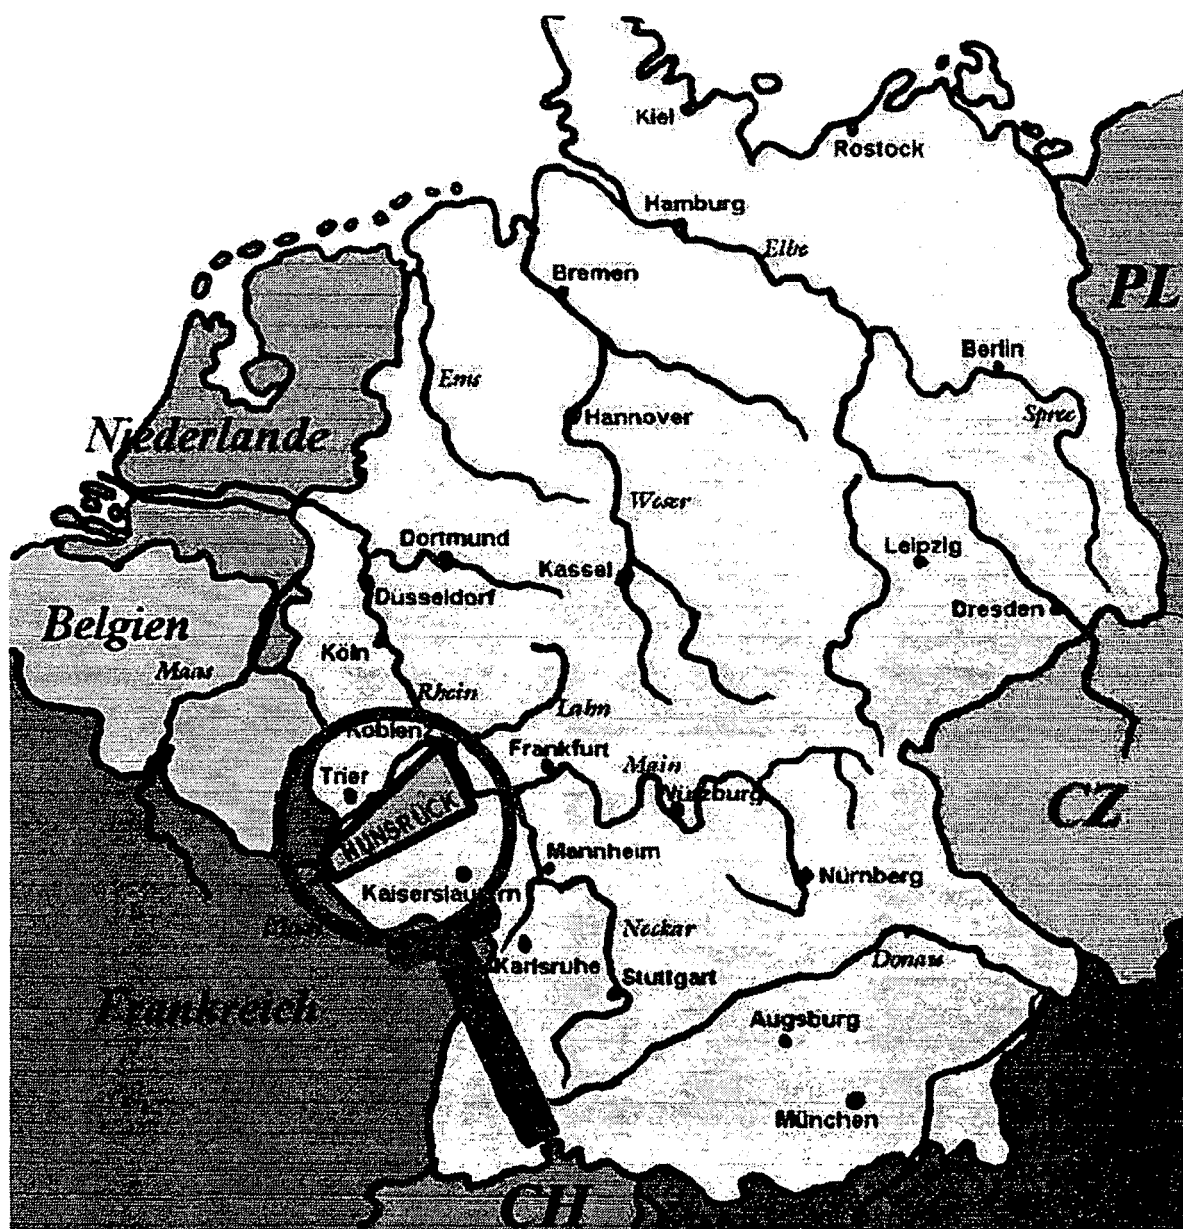 Kiel
Rostock
Hamburg
Elbe
Bremen
PL
Berlin
Ems
Spree
Hannover
Niederlande
Weser
Dortmund
Leipzig
Kassel
Düsseldorf
Dresden
Belgien
Köln
Maas
Rhein
Lahn
Koblenz
Frankfurt
Main
Trier
Würzburg
CZ
HUNSRÜCK
Mannheim
Nürnberg
Kaiserslautern
Neckar
Donau
Karlsruhe
Stuttgart
Frankreich
Augsburg
München
CH